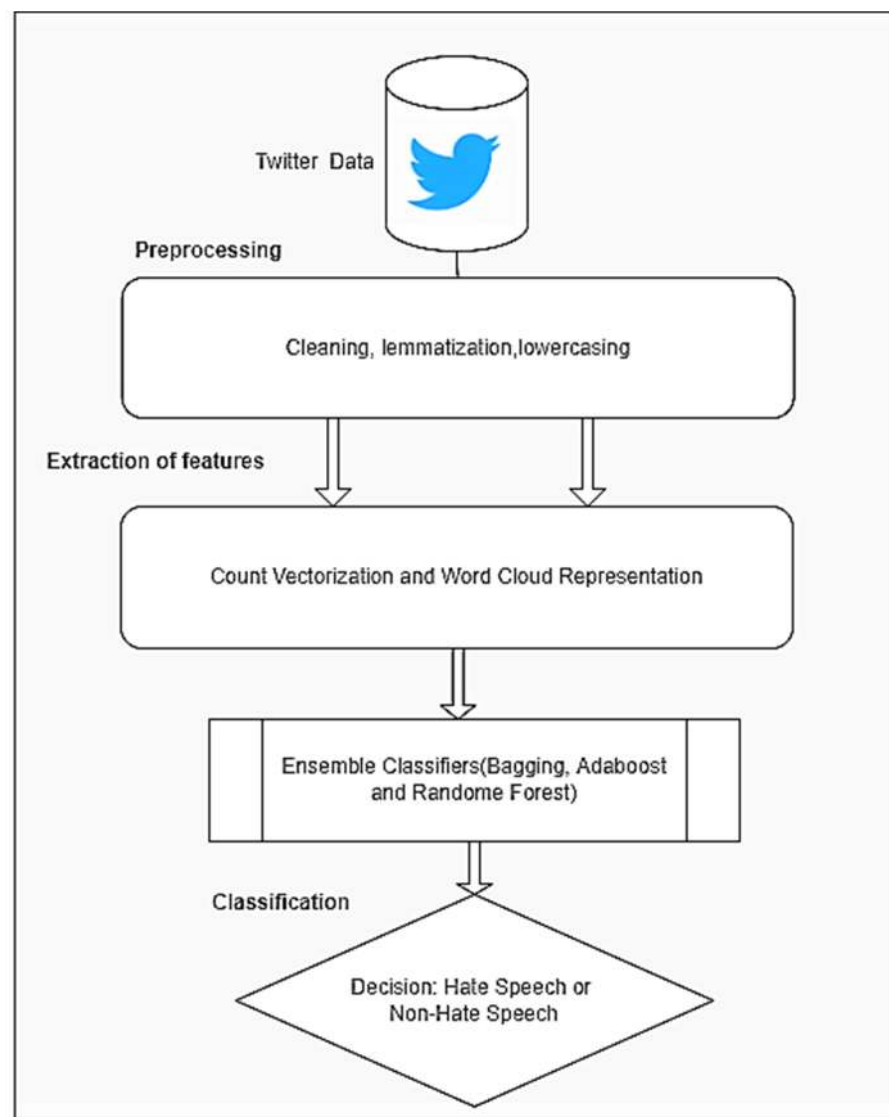 Twitter Data
Preprocessing
Cleaning, lemmatization,lowercasing
Extraction of features
Count Vectorization and Word Cloud Representation
Ensemble Classifiers(Bagging, Adaboost
and Randome Forest)
Classification
Decision: Hate Speech or
Non-Hate Speech